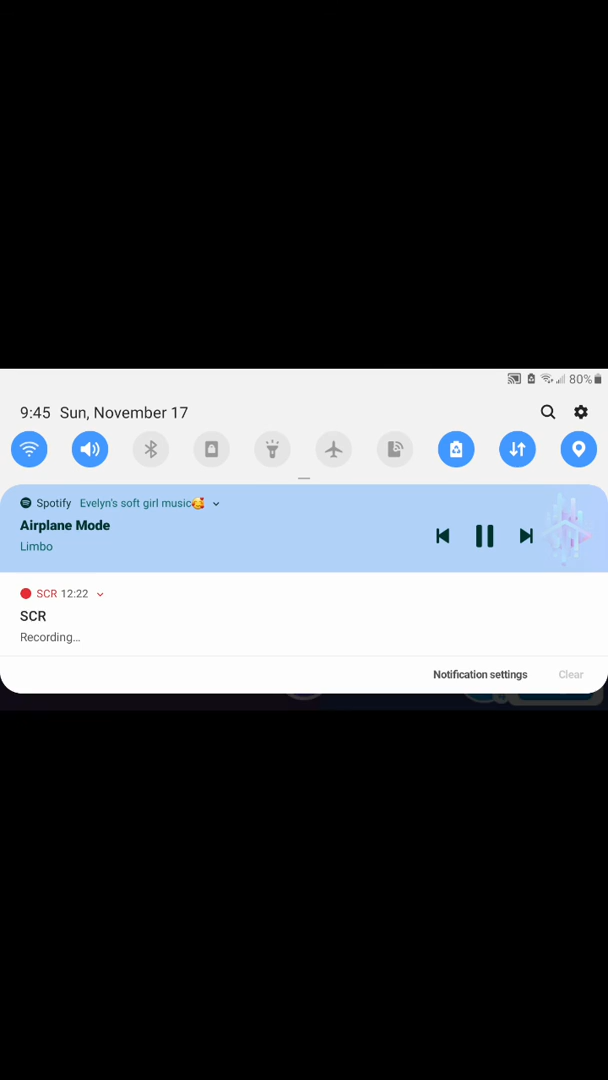 80%
9:45 Sun, November 17
Spotify Evelyn's soft girl music🥰
Airplane Mode
Limbo
SCR 12:22
SCR
Recording...
Notification settings Clear